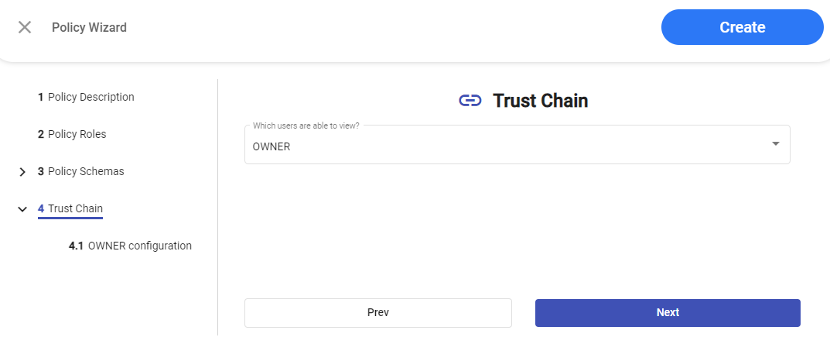 Policy Wizard
Create
1 Policy Description
2 Policy Roles
3 Policy Schemas
4 Trust Chain
4.1 OWNER configuration
Trust Chain
Which users are able to view?
OWNER
Prev
Next